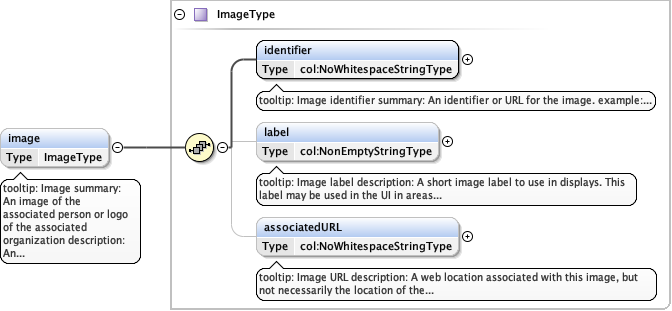 ImageType
identifier
Type col:NoWhitespaceStringType
tooltip: Image identifier summary: An identifier or URL for the image. example:...
label
Type col:NonEmptyStringType
tooltip: Image label description: A short image label to use in displays. This
label may be used in the UI in areas...
image
Type ImageType
tooltip: Image summary:
An image of the
associated person or logo
of the associated
organization description:
An...
associatedURL
Type col:NoWhitespaceStringType
tooltip: Image URL description: A web location associated with this image, but
not necessarily the location of the...